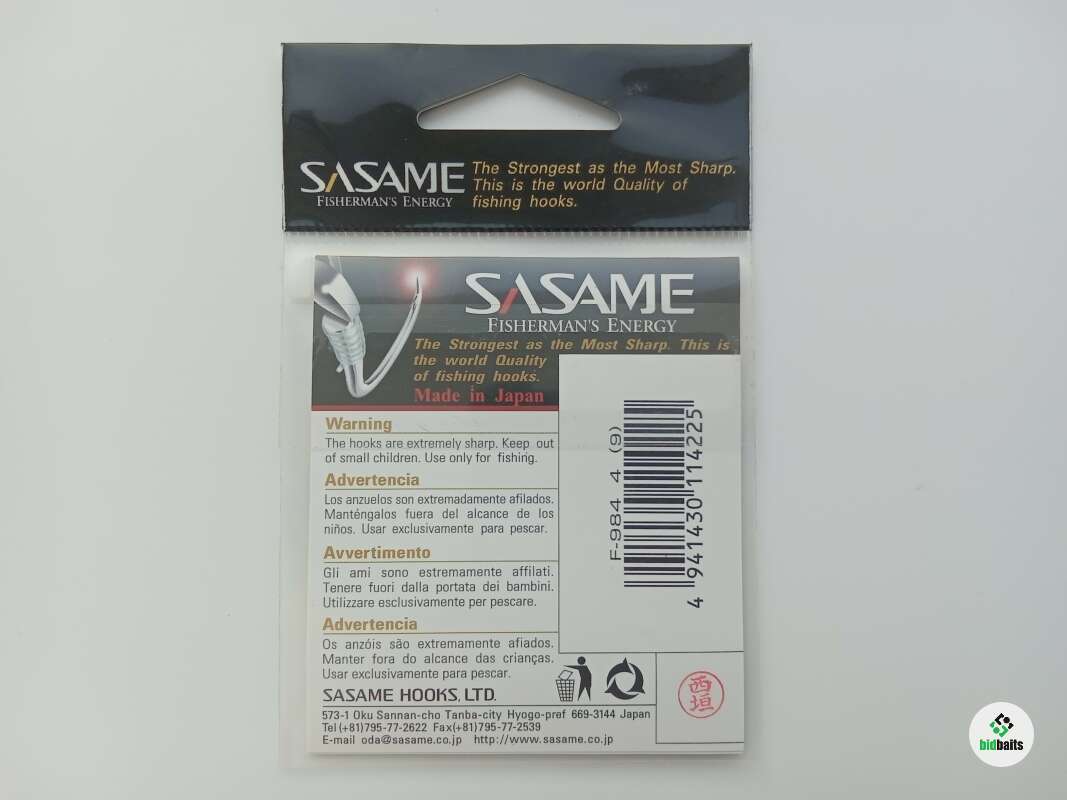 SASAME
FISHERMAN'S ENERGY
The Strongest as the Most Sharp.
This is the world Quality of
fishing hooks.
SASAME
FISHERMAN'S ENERGY
The Strongest as the Most Sharp. This is
the world Quality
of fishing hooks.
Made in Japan
Warning
The hooks are extremely sharp. Keep out
of small children. Use only for fishing.
Advertencia
Los anzuelos son extremadamente afilados.
Manténgalos fuera del alcance de los
niños. Usar exclusivamente para pescar.
Avvertimento
Gli ami sono estremamente affilati.
Tenere fuori dalla portata dei bambini.
Utilizzare esclusivamente per pescare.
Advertencia
Os anzóis são extremamente afiados.
Manter fora do alcance das crianças.
Usar exclusivamente para pescar.
SASAME HOOKS, LTD.
573-1 Oku Sannan-cho Tanba-city Hyogo-pref 669-3144 Japan
Tel (+81)795-77-2622 Fax(+81)795-77-2539
E-mail oda@sasame.co.jp http://www.sasame.co.jp
F-984 4 (9)
4 941430 114225
西垣
bidbaits